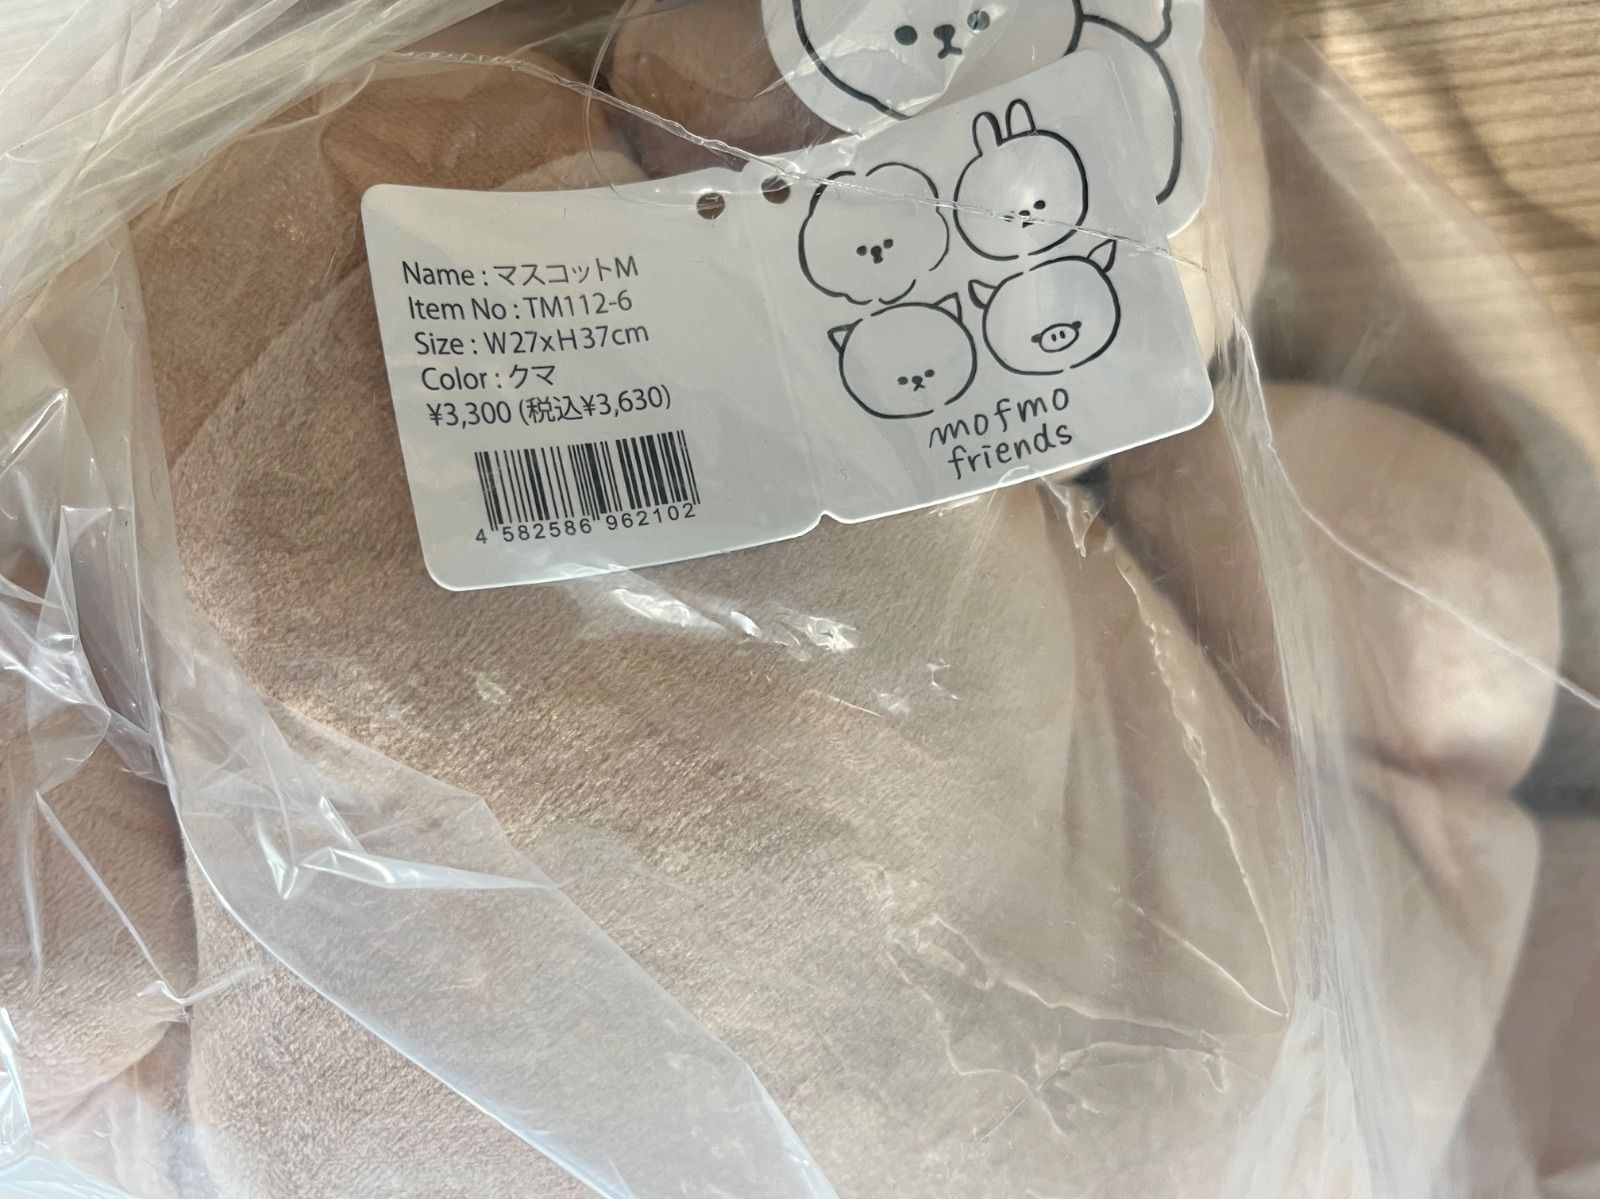 Name : マスコットM
Item No : TM112-6
Size : W27xH37cm
Color : クマ
¥3,300 (税込¥3,630)
4 582586 962102
mofmo
friends